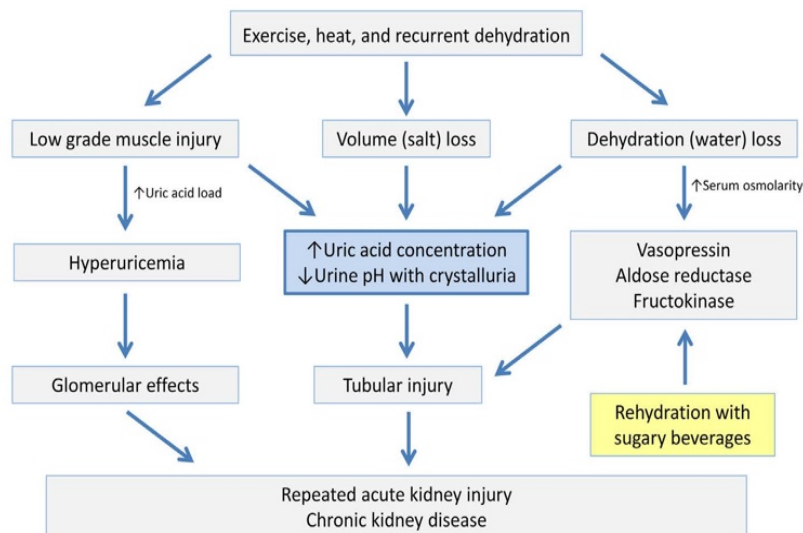 Exercise, heat, and recurrent dehydration
Low grade muscle injury
Volume (salt) loss
Dehydration (water) loss
↑Uric acid load
↑Serum osmolarity
Hyperuricemia
↑Uric acid concentration
↓Urine pH with crystalluria
Vasopressin
Aldose reductase
Fructokinase
Glomerular effects
Tubular injury
Rehydration with
sugary beverages
Repeated acute kidney injury
Chronic kidney disease